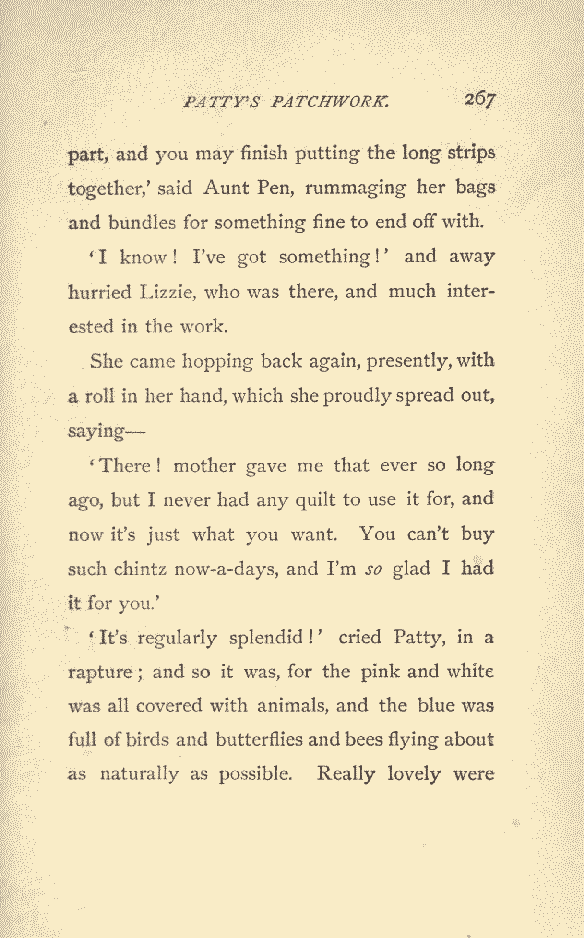 PATTY'S PATCHWORK. 267
part, and you may finish putting the long strips
together,' said Aunt Pen, rummaging her bags
and bundles for something fine to end off with.
'I know! I've got something!' and away
hurried Lizzie, who was there, and much inter-
ested in the work.
She came hopping back again, presently, with
a roll in her hand, which she proudly spread out,
saying—
'There! mother gave me that ever so long
ago, but I never had any quilt to use it for, and
now it's just what you want. You can't buy
such chintz now-a-days, and I'm so glad I had
it for you.'
'It's regularly splendid!' cried Patty, in a
rapture; and so it was, for the pink and white
was all covered with animals, and the blue was
full of birds and butterflies and bees flying about
as naturally as possible. Really lovely were